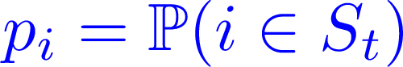 p_i = ℙ(i ∈ S_t)